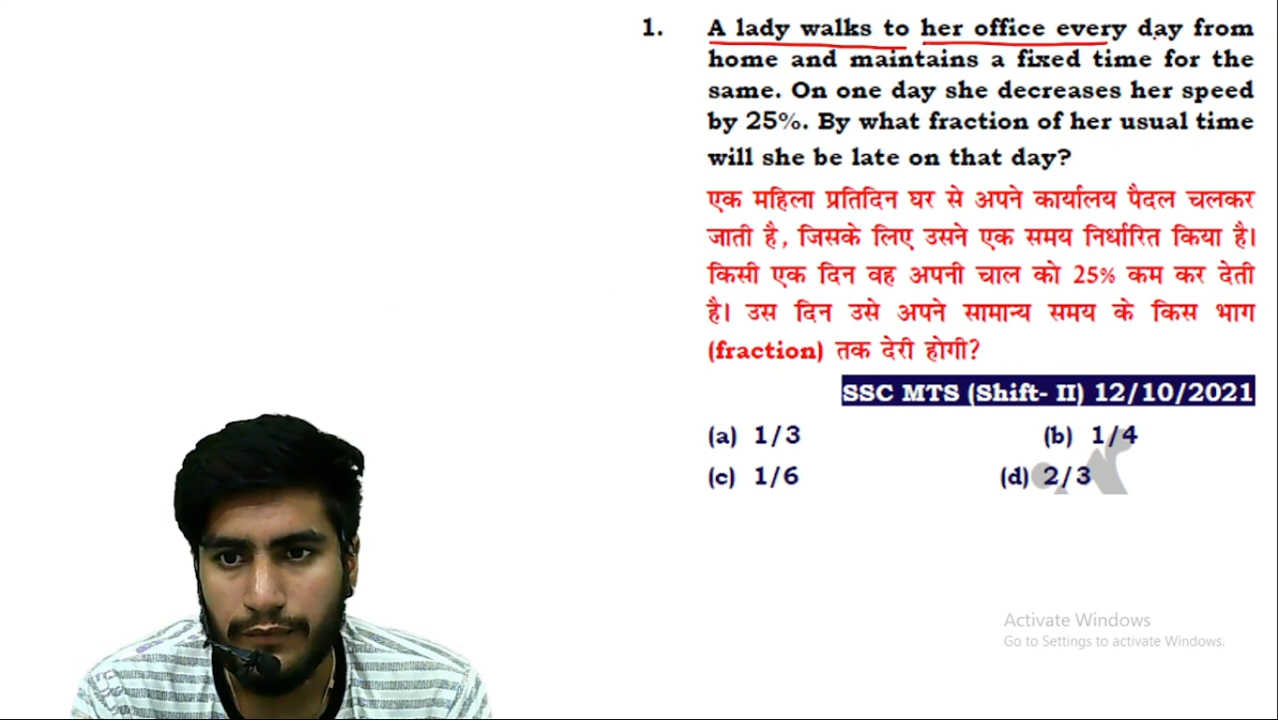 1. A lady walks to her office every day from
home and maintains a fixed time for the
same. On one day she decreases her speed
by 25%. By what fraction of her usual time
will she be late on that day?
एक महिला प्रतिदिन घर से अपने कार्यालय पैदल चलकर
जाती है, जिसके लिए उसने एक समय निर्धारित किया है।
किसी एक दिन वह अपनी चाल को 25% कम कर देती
है। उस दिन उसे अपने सामान्य समय के किस भाग
(fraction) तक देरी होगी?
SSC MTS (Shift- II) 12/10/2021
(a) 1/3 (b) 1/4
(c) 1/6 (d) 2/3
Activate Windows
Go to Settings to activate Windows.